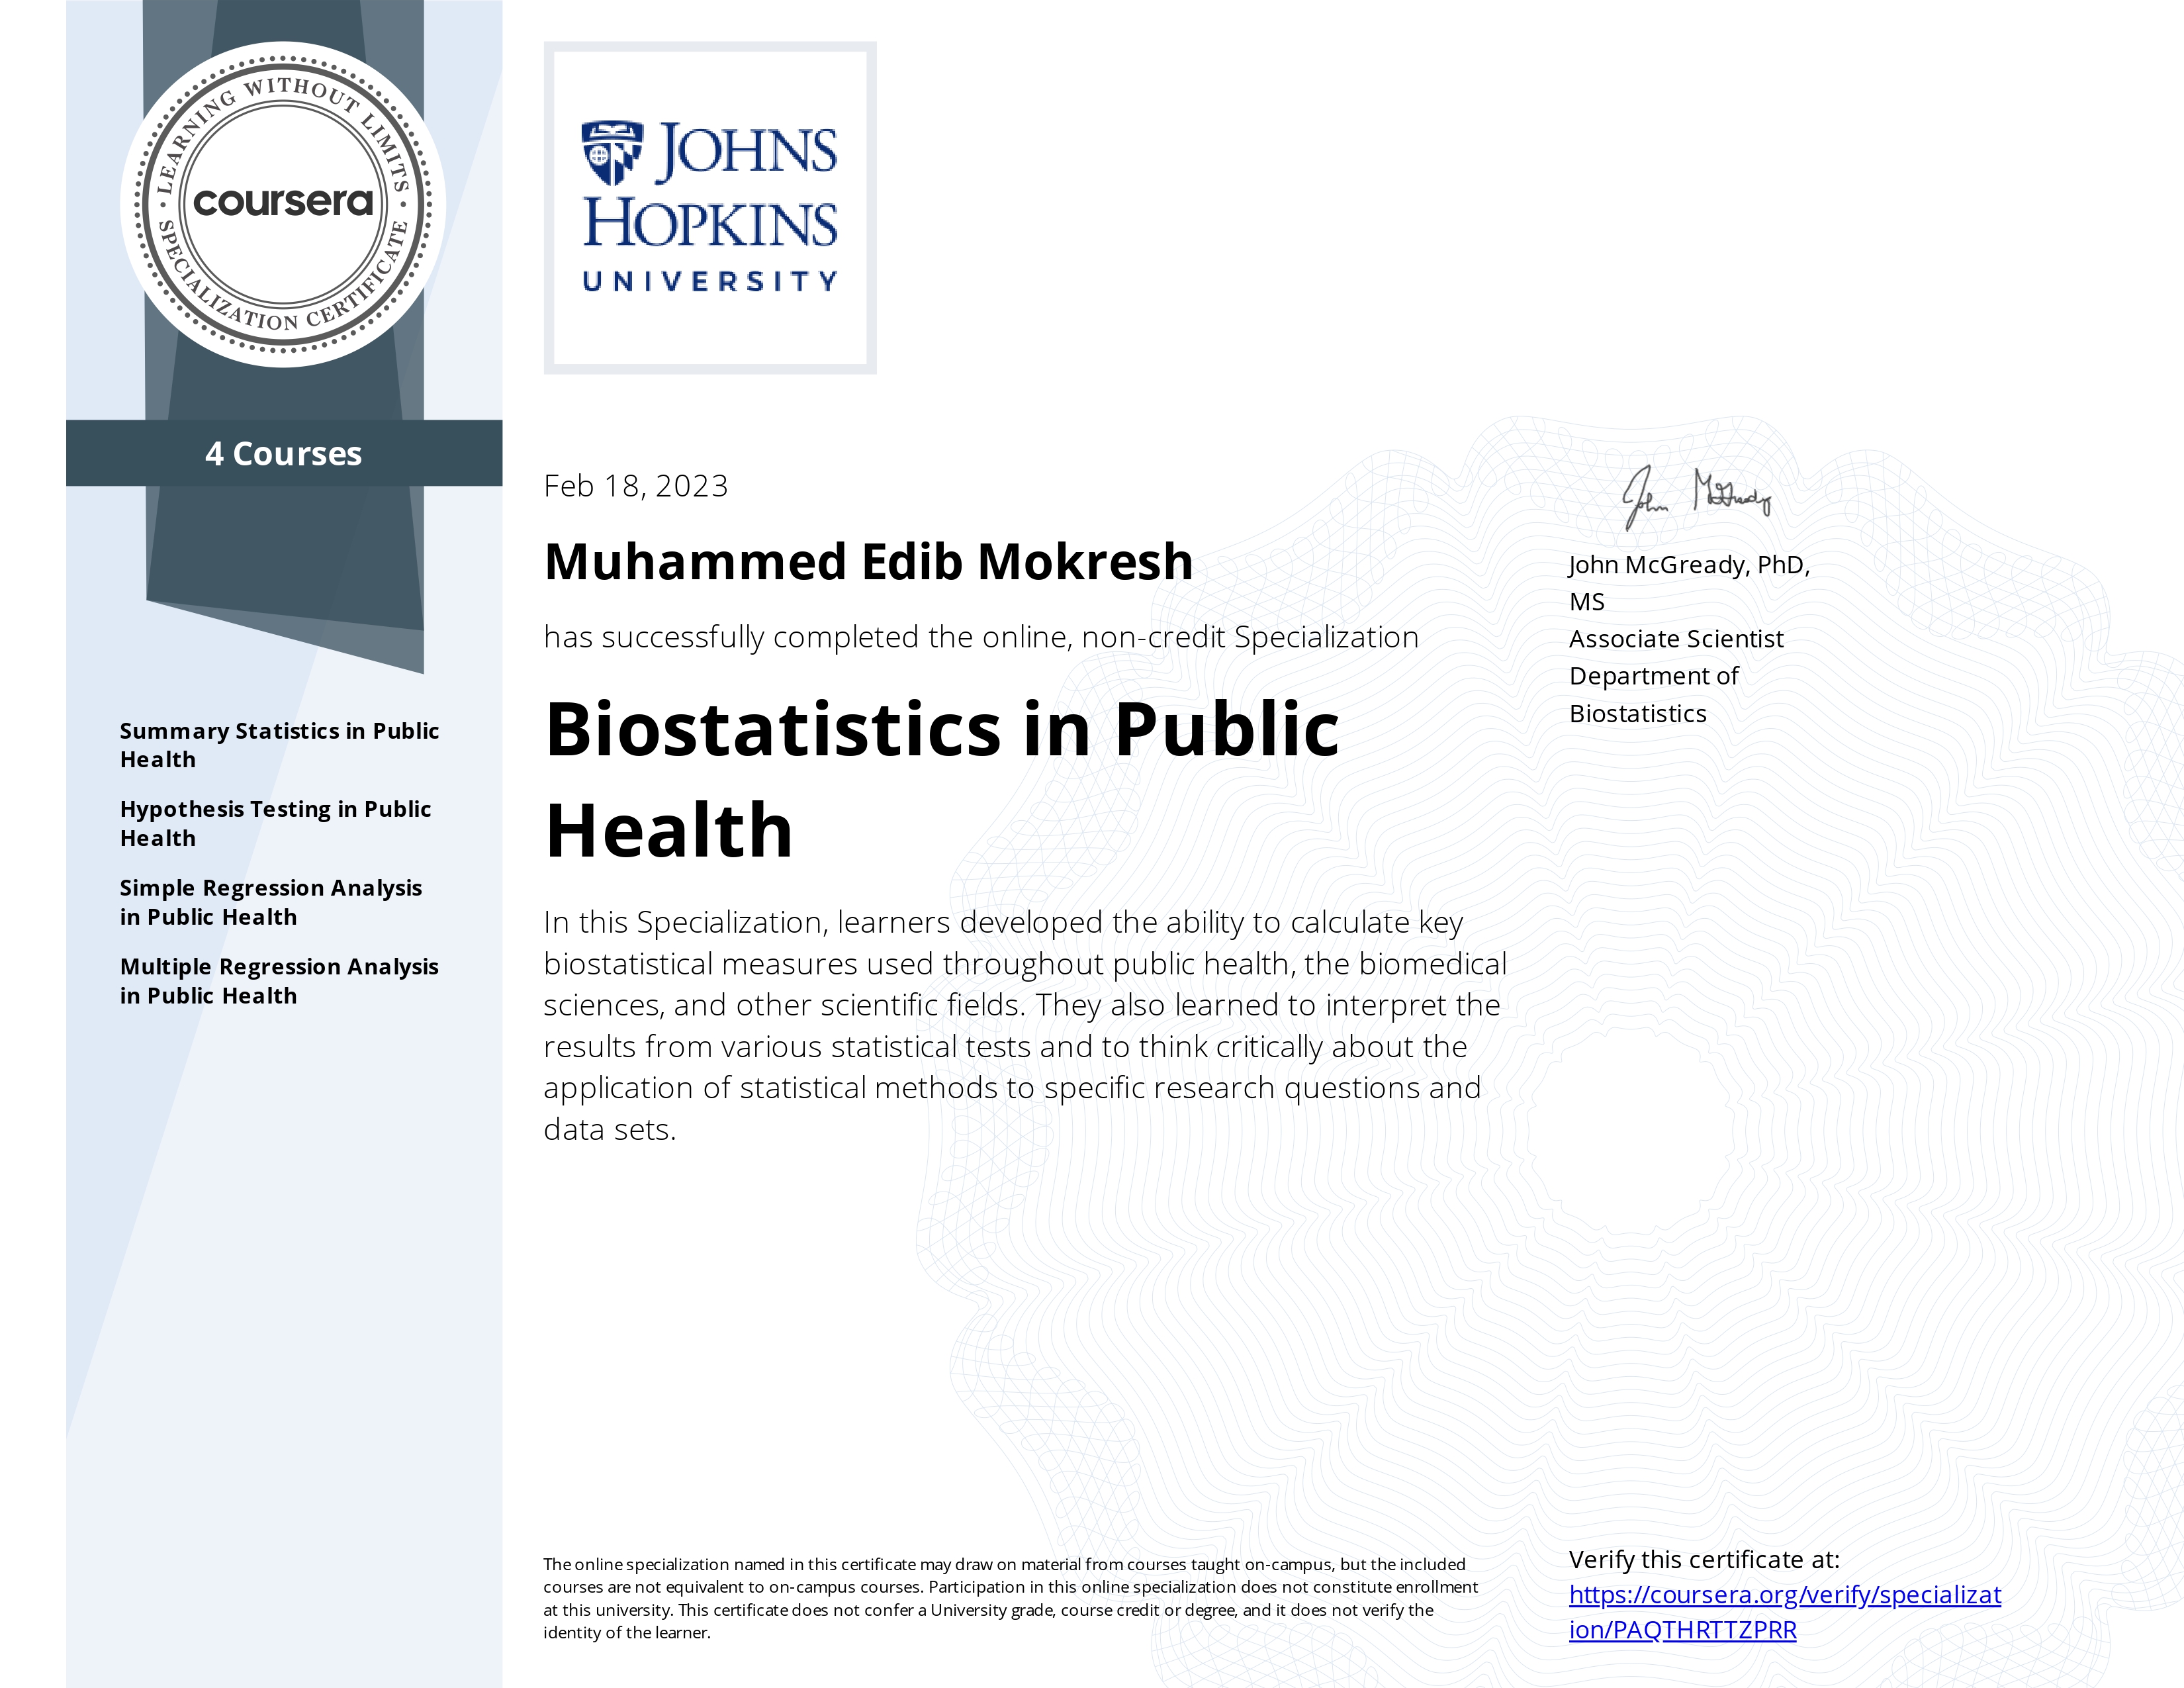 LEARNING WITHOUT LIMITS
coursera
SPECIALIZATION CERTIFICATE
4 Courses
Summary Statistics in Public
Health
Hypothesis Testing in Public
Health
Simple Regression Analysis
in Public Health
Multiple Regression Analysis
in Public Health
JOHNS
HOPKINS
UNIVERSITY
Feb 18, 2023
Muhammed Edib Mokresh
has successfully completed the online, non-credit Specialization
Biostatistics in Public
Health
In this Specialization, learners developed the ability to calculate key
biostatistical measures used throughout public health, the biomedical
sciences, and other scientific fields. They also learned to interpret the
results from various statistical tests and to think critically about the
application of statistical methods to specific research questions and
data sets.
John McGready
John McGready, PhD,
MS
Associate Scientist
Department of
Biostatistics
The online specialization named in this certificate may draw on material from courses taught on-campus, but the included
courses are not equivalent to on-campus courses. Participation in this online specialization does not constitute enrollment
at this university. This certificate does not confer a University grade, course credit or degree, and it does not verify the
identity of the learner.
Verify this certificate at:
https://coursera.org/verify/specializat
ion/PAQTHRTTZPRR